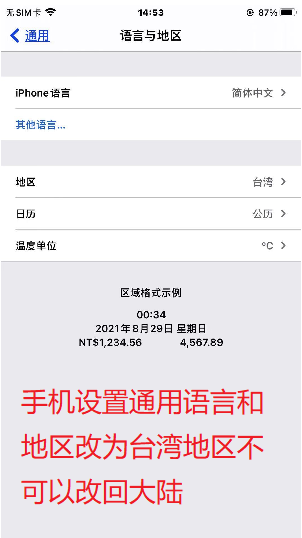 无SIM卡 14:53 87%
通用 语言与地区
iPhone 语言 简体中文
其他语言...
地区 台湾
日历 公历
温度单位 °C
区域格式示例
00:34
2021年8月29日 星期日
NT$1,234.56 4,567.89
手机设置通用语言和
地区改为台湾地区不
可以改回大陆